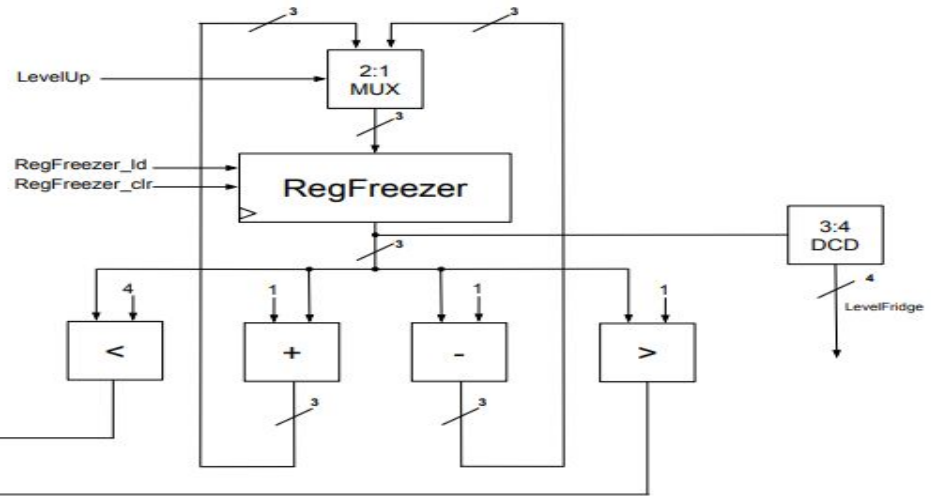 3
3
LevelUp
2:1
MUX
3
RegFreezer_ld
RegFreezer_clr
RegFreezer
3:4
DCD
3
4
LevelFridge
4
1
1
1
<
+
-
>
3
3